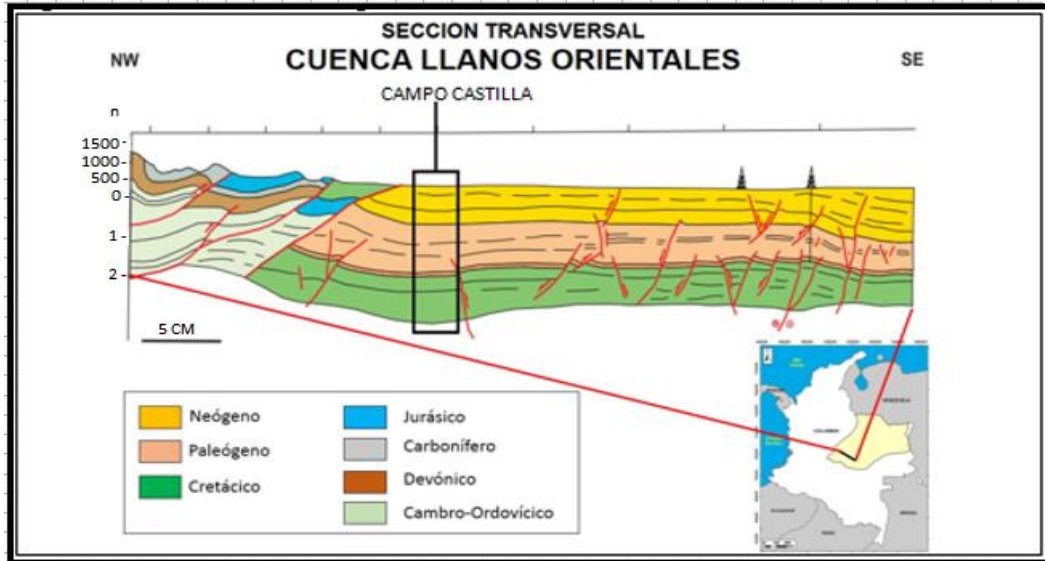 SECCION TRANSVERSAL
NW
CUENCA LLANOS ORIENTALES
SE
CAMPO CASTILLA
n
1500 -
1000 -
500 -
0 -
1 -
2 -
5 CM
Neógeno
Paleógeno
Cretácico
Jurásico
Carbonífero
Devónico
Cambro-Ordovícico